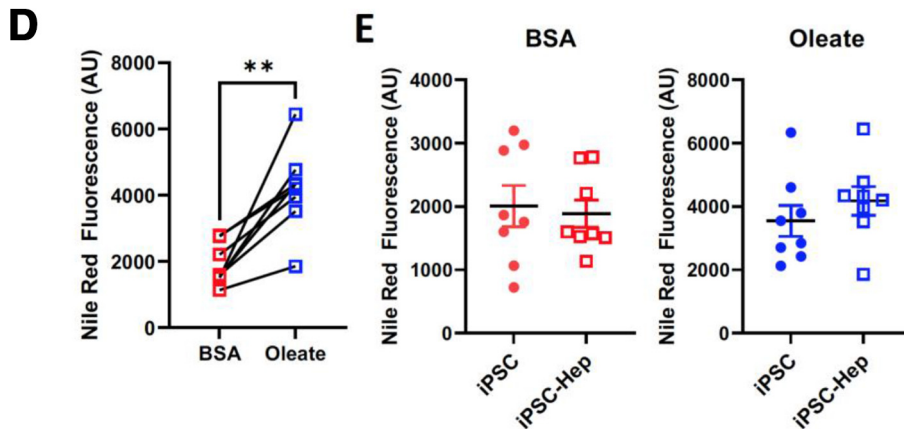 D
Nile Red Fluorescence (AU)
8000
6000
4000
2000
0
**
BSA Oleate
E
BSA
Nile Red Fluorescence (AU)
4000
3000
2000
1000
0
iPSC
iPSC-Hep
Oleate
Nile Red Fluorescence (AU)
8000
6000
4000
2000
0
iPSC
iPSC-Hep